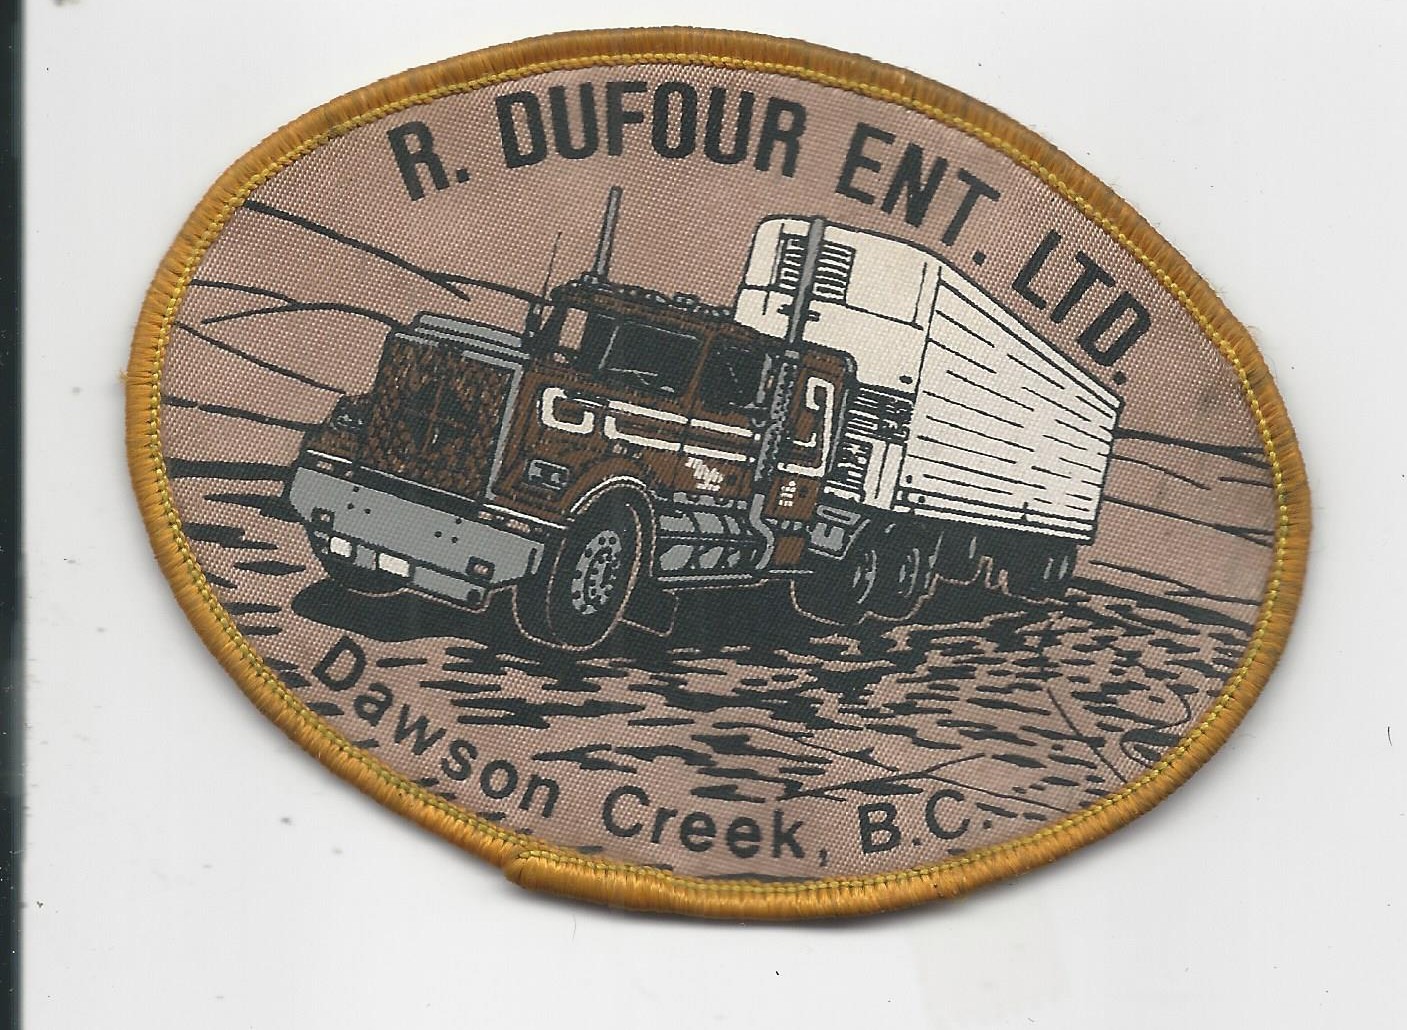 R. DUFOUR ENT. LTD.
Dawson Creek, B.C.